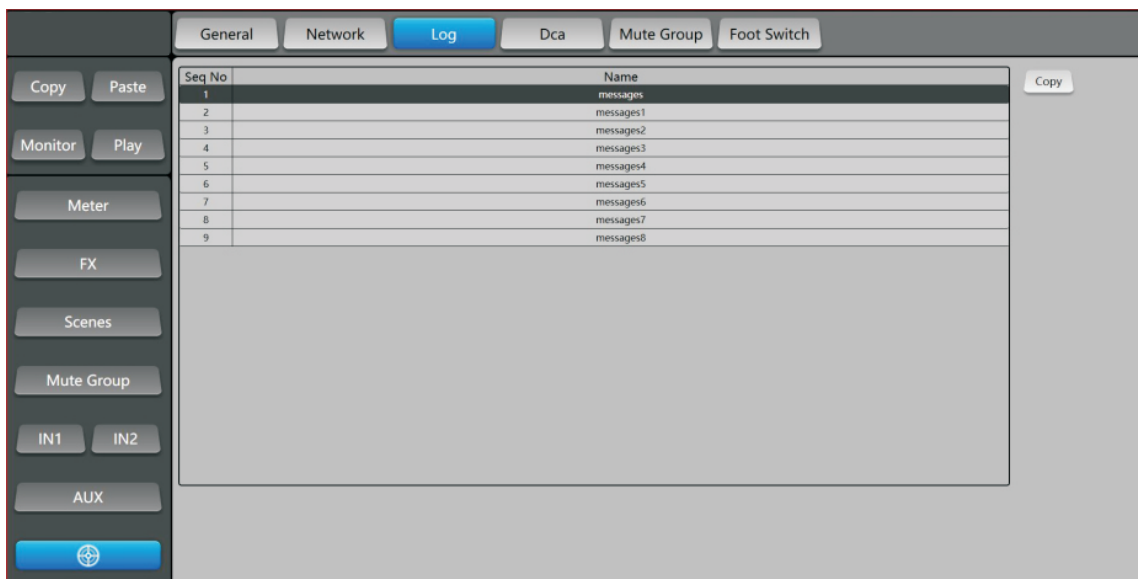 General Network Log Dca Mute Group Foot Switch
Copy Paste
Monitor Play
Meter
FX
Scenes
Mute Group
IN1 IN2
AUX
Seq No Name
1 messages
2 messages1
3 messages2
4 messages3
5 messages4
6 messages5
7 messages6
8 messages7
9 messages8
Copy